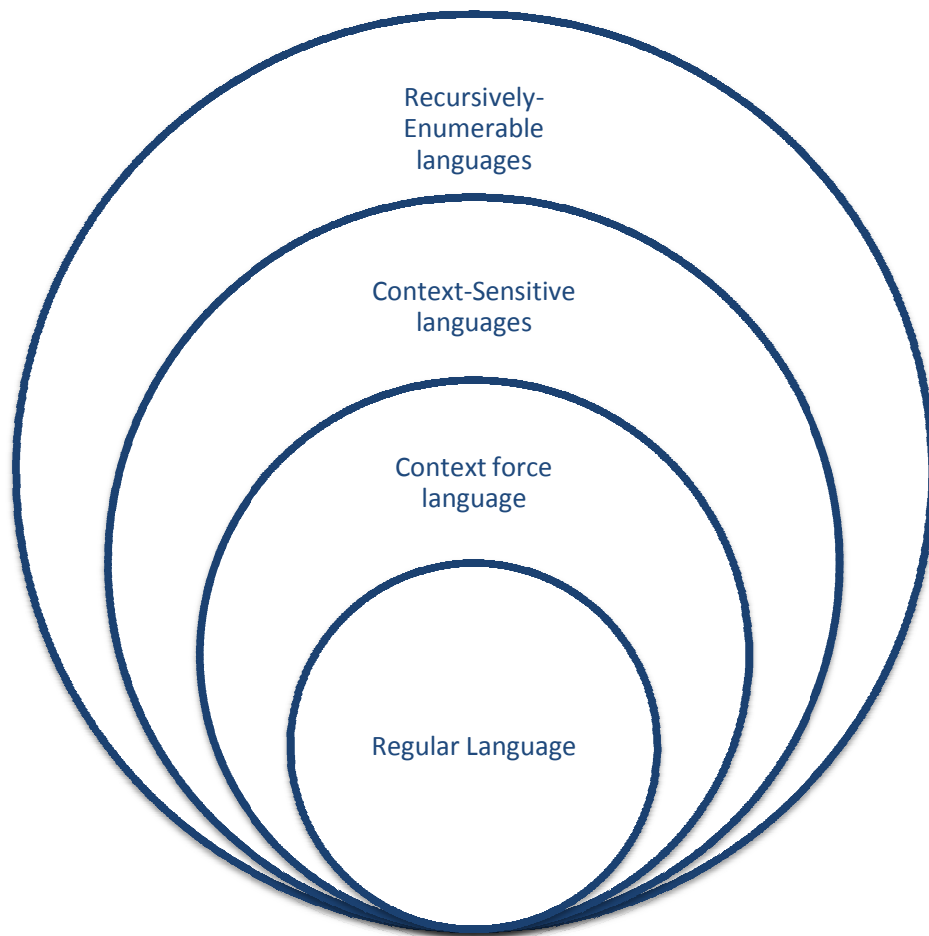 Recursively-
Enumerable
languages
Context-Sensitive
languages
Context force
language
Regular Language